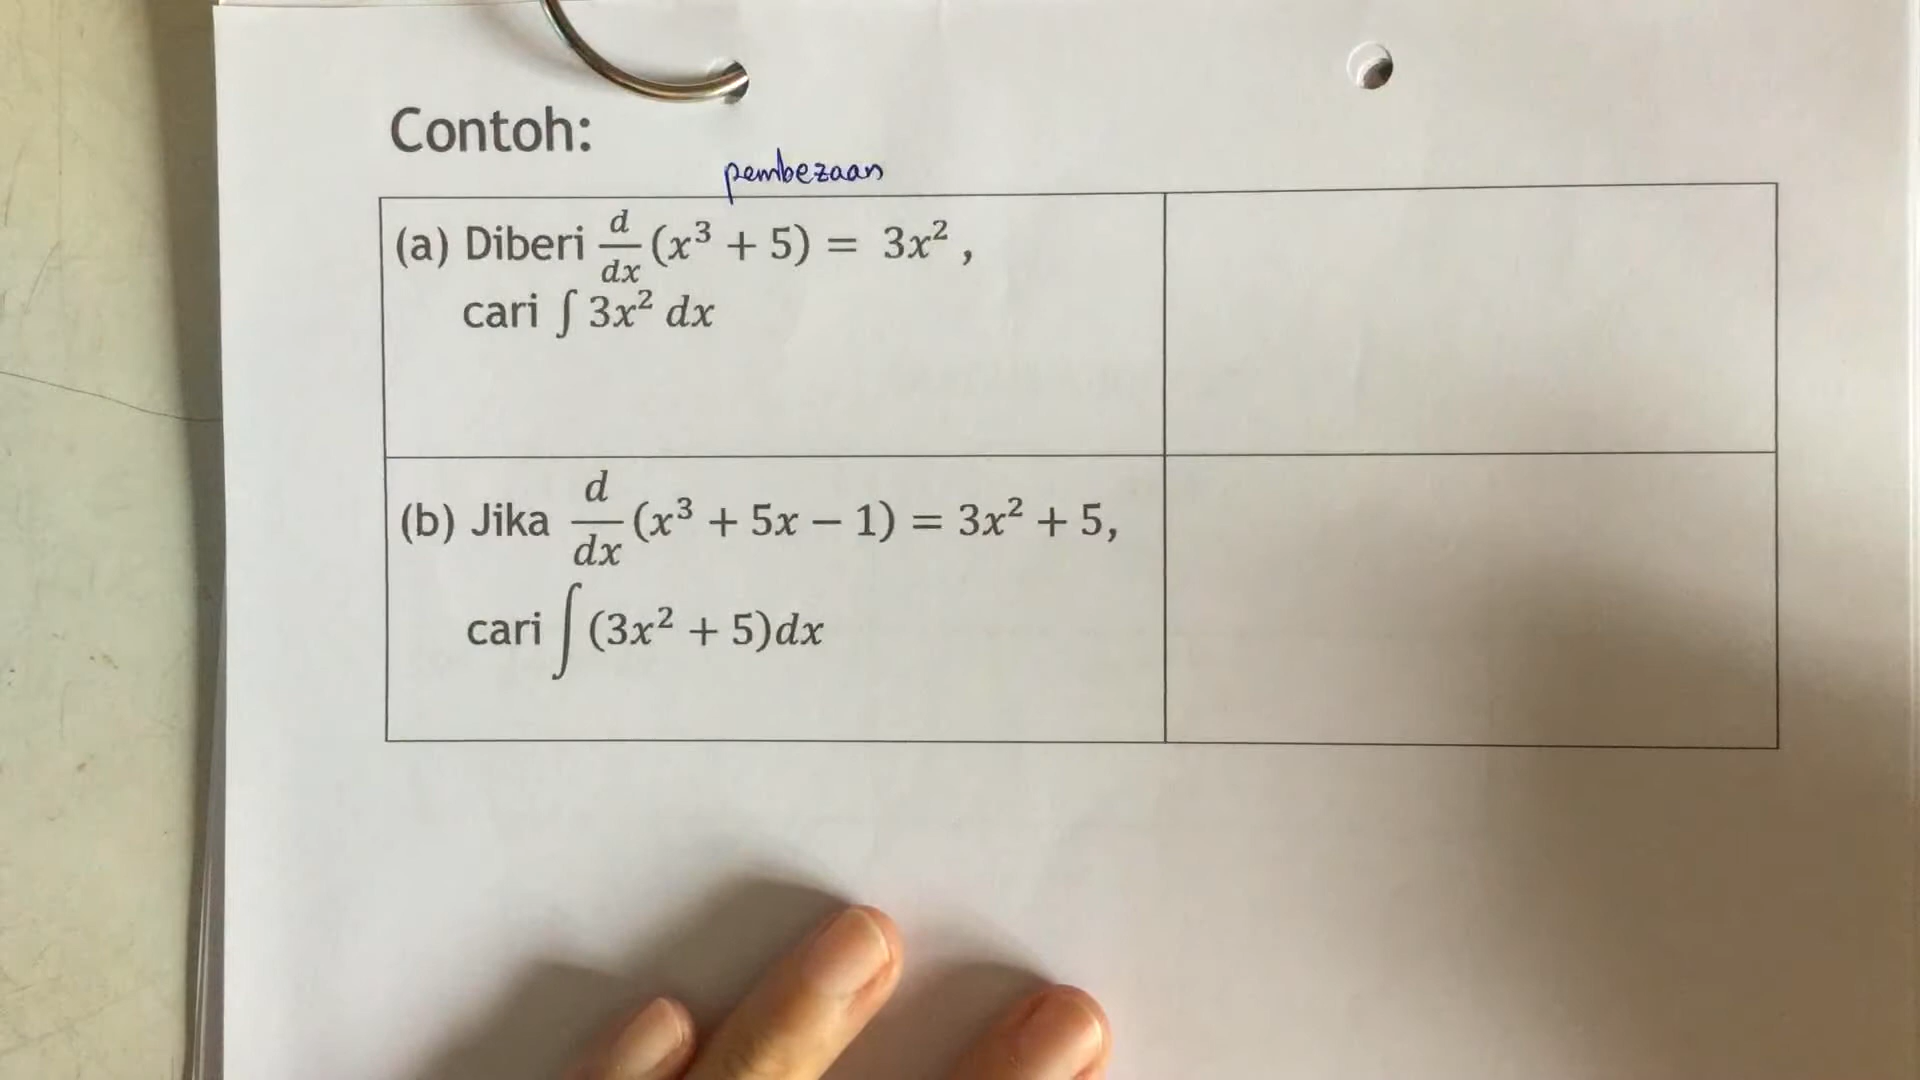 Contoh:
pembezaan
(a) Diberi d/dx (x³ + 5) = 3x² ,
cari ∫ 3x² dx
(b) Jika d/dx (x³ + 5x − 1) = 3x² + 5,
cari ∫ (3x² + 5)dx